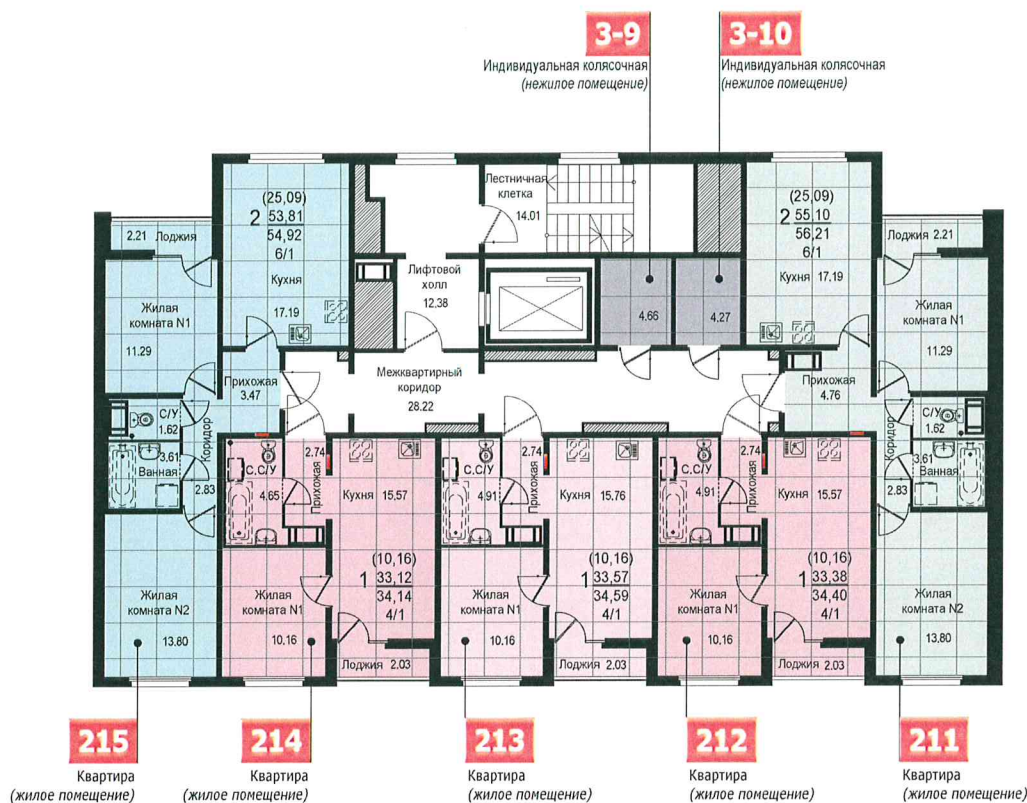 3-9
Индивидуальная колясочная
(нежилое помещение)
3-10
Индивидуальная колясочная
(нежилое помещение)
(25,09)
2 53,81
54,92
6/1
Кухня
17.19
2.21 Лоджия
Жилая
комната N1
11.29
Прихожая
3.47
С/У
1.62
3.61
Ванная
Коридор
2.83
Жилая
комната N2
13.80
Лестничная
клетка
14.01
Лифтовой
холл
12.38
Межквартирный
коридор
28.22
4.66
4.27
(25,09)
2 55,10
56,21
6/1
Кухня 17.19
Лоджия 2.21
Жилая
комната N1
11.29
Прихожая
4.76
С/У
1.62
3.61
Ванная
Коридор
2.83
Жилая
комната N2
13.80
С.С/У
4.65
2.74
Прихожая
Кухня 15.57
(10,16)
1 33,12
34,14
4/1
Жилая
комната N1
10.16
Лоджия 2.03
С.С/У
4.91
2.74
Прихожая
Кухня 15.76
(10,16)
1 33,57
34,59
4/1
Жилая
комната N1
10.16
Лоджия 2.03
С.С/У
4.91
2.74
Прихожая
Кухня 15.57
(10,16)
1 33,38
34,40
4/1
Жилая
комната N1
10.16
Лоджия 2.03
215
Квартира
(жилое помещение)
214
Квартира
(жилое помещение)
213
Квартира
(жилое помещение)
212
Квартира
(жилое помещение)
211
Квартира
(жилое помещение)